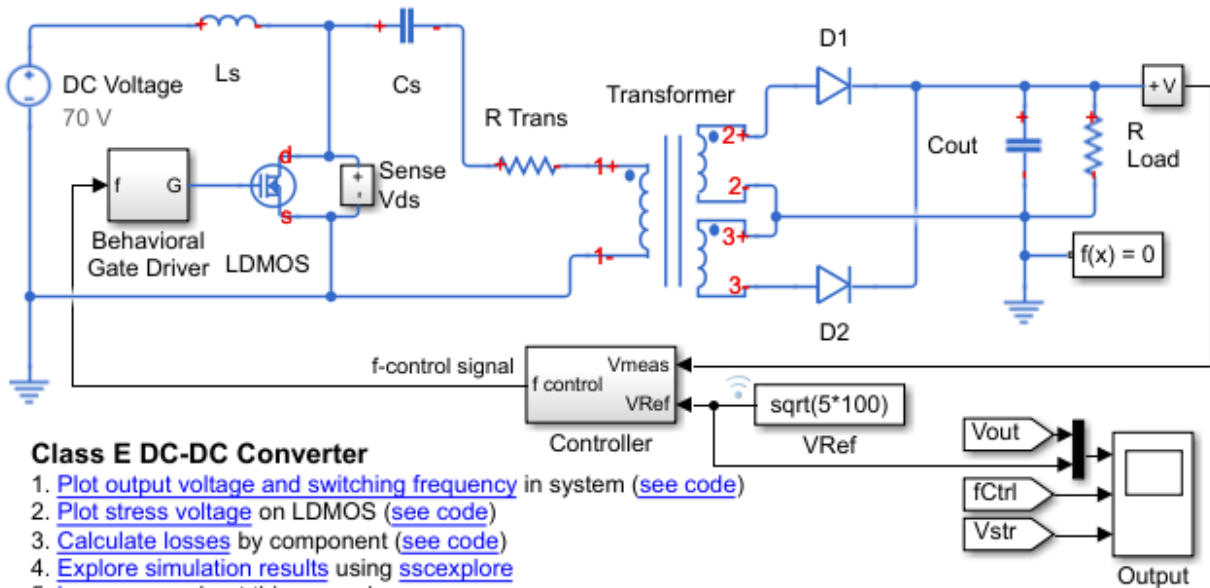 + -
+ -
D1
DC Voltage
70 V
Ls
Cs
Transformer
R Trans
+ V
f G
d
s
Sense
Vds
+ -
1+
1-
2+
2-
3+
3-
Cout
+
-
+
-
R
Load
Behavioral
Gate Driver
LDMOS
f(x) = 0
D2
f-control signal
Vmeas
f control
VRef
sqrt(5*100)
Controller
VRef
Vout
fCtrl
Vstr
Output
Class E DC-DC Converter
1. Plot output voltage and switching frequency in system (see code)
2. Plot stress voltage on LDMOS (see code)
3. Calculate losses by component (see code)
4. Explore simulation results using sscexplore